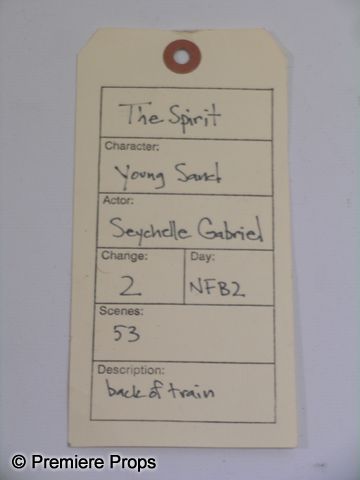 The Spirit
Character:
Young Sand
Actor:
Seychelle Gabriel
Change: Day:
2 NFB2
Scenes:
53
Description:
back of train
© Premiere Props